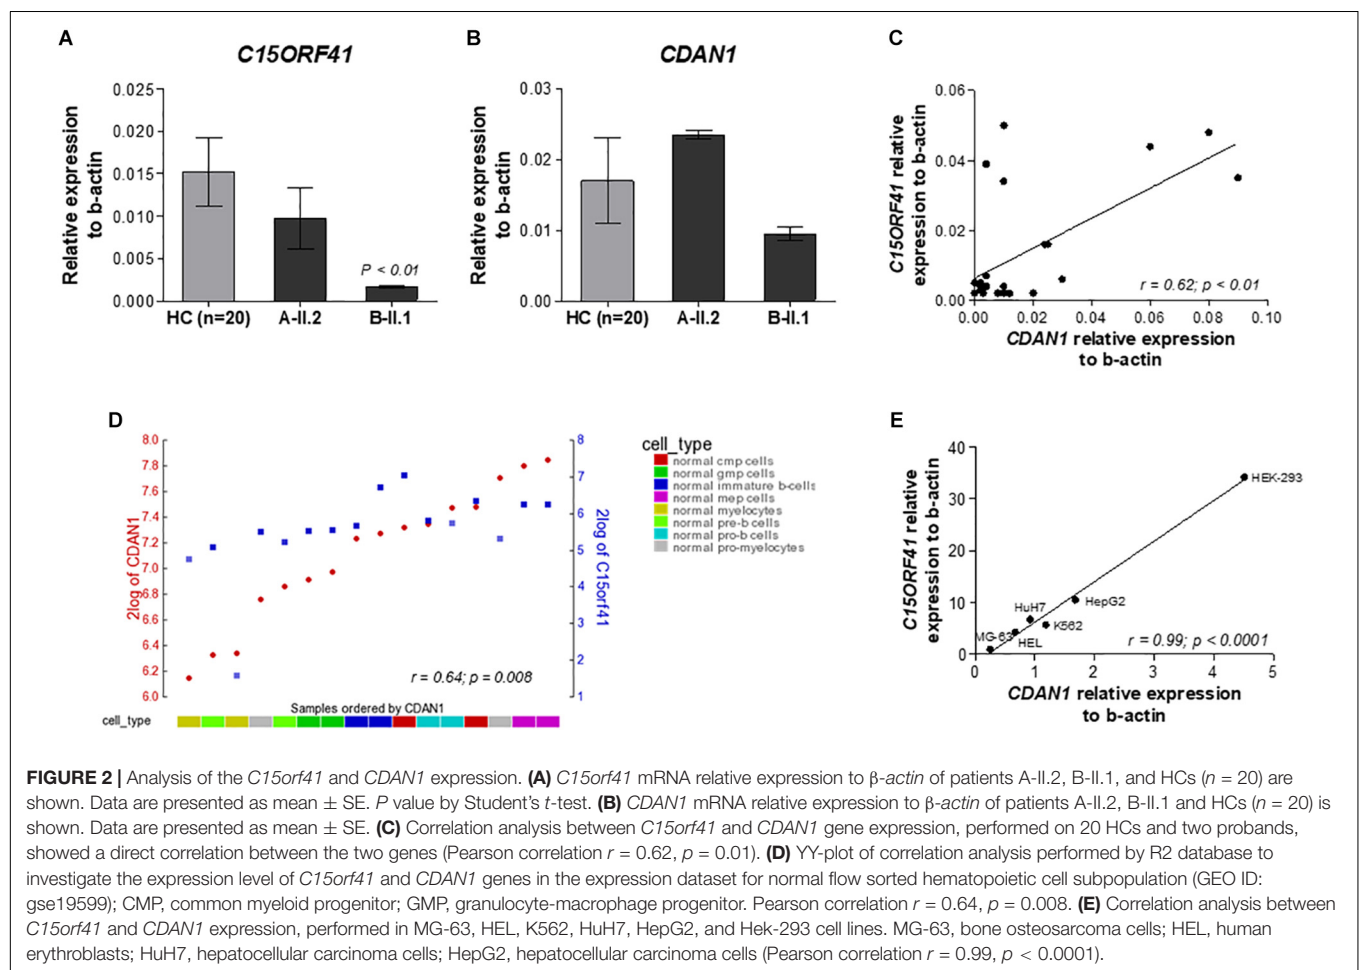 A
C15ORF41
Relative expression
to b-actin
0.025
0.020
0.015
0.010
0.005
0.000
P < 0.01
HC (n=20)
A-II.2
B-II.1
B
CDAN1
Relative expression
to b-actin
0.03
0.02
0.01
0.00
HC (n=20)
A-II.2
B-II.1
C
C15ORF41 relative
expression to b-actin
0.06
0.04
0.02
0.00
r = 0.62; p < 0.01
0.00
0.02
0.04
0.06
0.08
0.10
CDAN1 relative expression
to b-actin
D
2log of CDAN1
8.0
7.8
7.6
7.4
7.2
7.0
6.8
6.6
6.4
6.2
6.0
8
7
6
5
4
3
2
1
2log of C15orf41
r = 0.64; p = 0.008
Samples ordered by CDAN1
cell_type
cell_type
normal cmp cells
normal gmp cells
normal immature b-cells
normal mep cells
normal myelocytes
normal pre-b cells
normal pro-b cells
normal pro-myelocytes
E
C15ORF41 relative
expression to b-actin
40
30
20
10
0
HEK-293
HepG2
HuH7
K562
MG-63
HEL
r = 0.99; p < 0.0001
0
1
2
3
4
5
CDAN1 relative expression
to b-actin
FIGURE 2 | Analysis of the C15orf41 and CDAN1 expression. (A) C15orf41 mRNA relative expression to β-actin of patients A-II.2, B-II.1, and HCs (n = 20) are
shown. Data are presented as mean ± SE. P value by Student's t-test. (B) CDAN1 mRNA relative expression to β-actin of patients A-II.2, B-II.1 and HCs (n = 20) is
shown. Data are presented as mean ± SE. (C) Correlation analysis between C15orf41 and CDAN1 gene expression, performed on 20 HCs and two probands,
showed a direct correlation between the two genes (Pearson correlation r = 0.62, p = 0.01). (D) YY-plot of correlation analysis performed by R2 database to
investigate the expression level of C15orf41 and CDAN1 genes in the expression dataset for normal flow sorted hematopoietic cell subpopulation (GEO ID:
gse19599); CMP, common myeloid progenitor; GMP, granulocyte-macrophage progenitor. Pearson correlation r = 0.64, p = 0.008. (E) Correlation analysis between
C15orf41 and CDAN1 expression, performed in MG-63, HEL, K562, HuH7, HepG2, and Hek-293 cell lines. MG-63, bone osteosarcoma cells; HEL, human
erythroblasts; HuH7, hepatocellular carcinoma cells; HepG2, hepatocellular carcinoma cells (Pearson correlation r = 0.99, p < 0.0001).